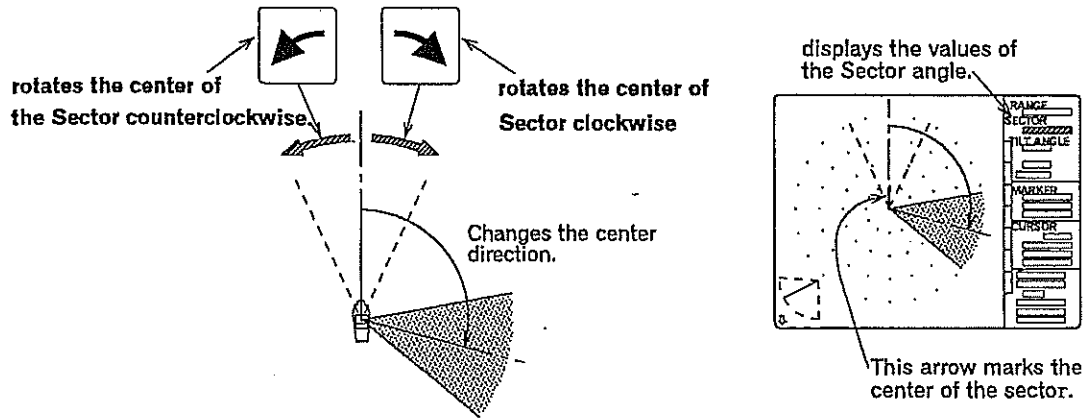 rotates the center of
the Sector counterclockwise
rotates the center of
Sector clockwise
Changes the center
direction.
displays the values of
the Sector angle.
RANGE
SECTOR
TILT ANGLE
MARKER
CURSOR
This arrow marks the
center of the sector.